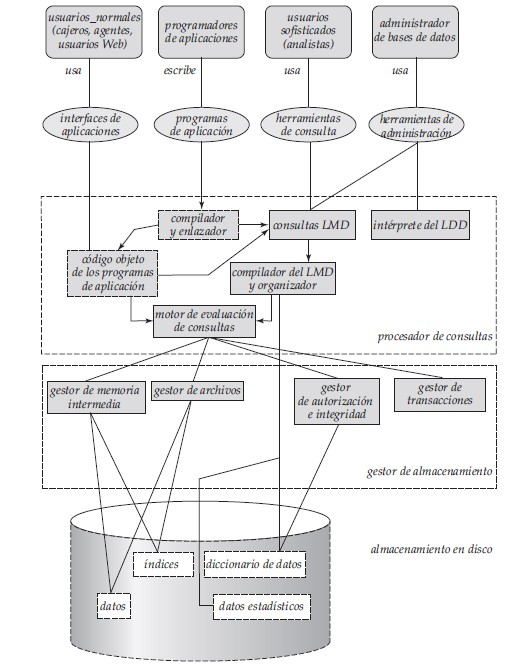 usuarios_normales
(cajeros, agentes,
usuarios Web)
programadores
de aplicaciones
usuarios
sofisticados
(analistas)
administrador
de bases de datos
usa
escribe
usa
usa
interfaces de
aplicaciones
programas
de aplicación
herramientas
de consulta
herramientas de
administración
compilador
y enlazador
consultas LMD
intérprete del LDD
código objeto
de los programas
de aplicación
compilador del LMD
y organizador
motor de evaluación
de consultas
procesador de consultas
gestor de memoria
intermedia
gestor de archivos
gestor
de autorización
e integridad
gestor de
transacciones
gestor de almacenamiento
almacenamiento en disco
índices
diccionario de datos
datos
datos estadísticos